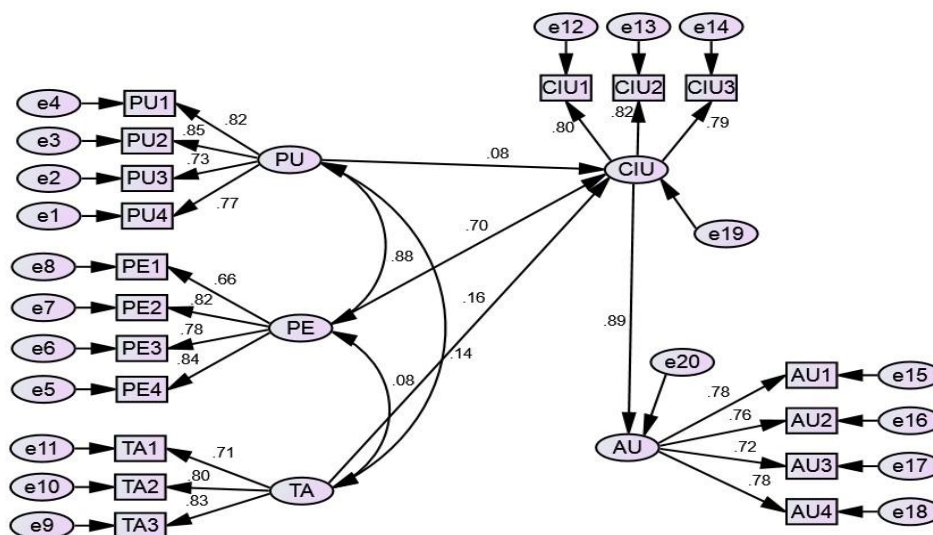 e12 e13 e14
CIU1 CIU2 CIU3
.80 .82 .79
e4 PU1 .82
e3 PU2 .85
e2 PU3 .73
e1 PU4 .77
PU
.08
CIU
e19
.70
.88
.16
.14
.08
.89
e8 PE1 .66
e7 PE2 .82
e6 PE3 .78
e5 PE4 .84
PE
e11 TA1 .71
e10 TA2 .80
e9 TA3 .83
TA
e20
AU
.78 AU1 e15
.76 AU2 e16
.72 AU3 e17
.78 AU4 e18